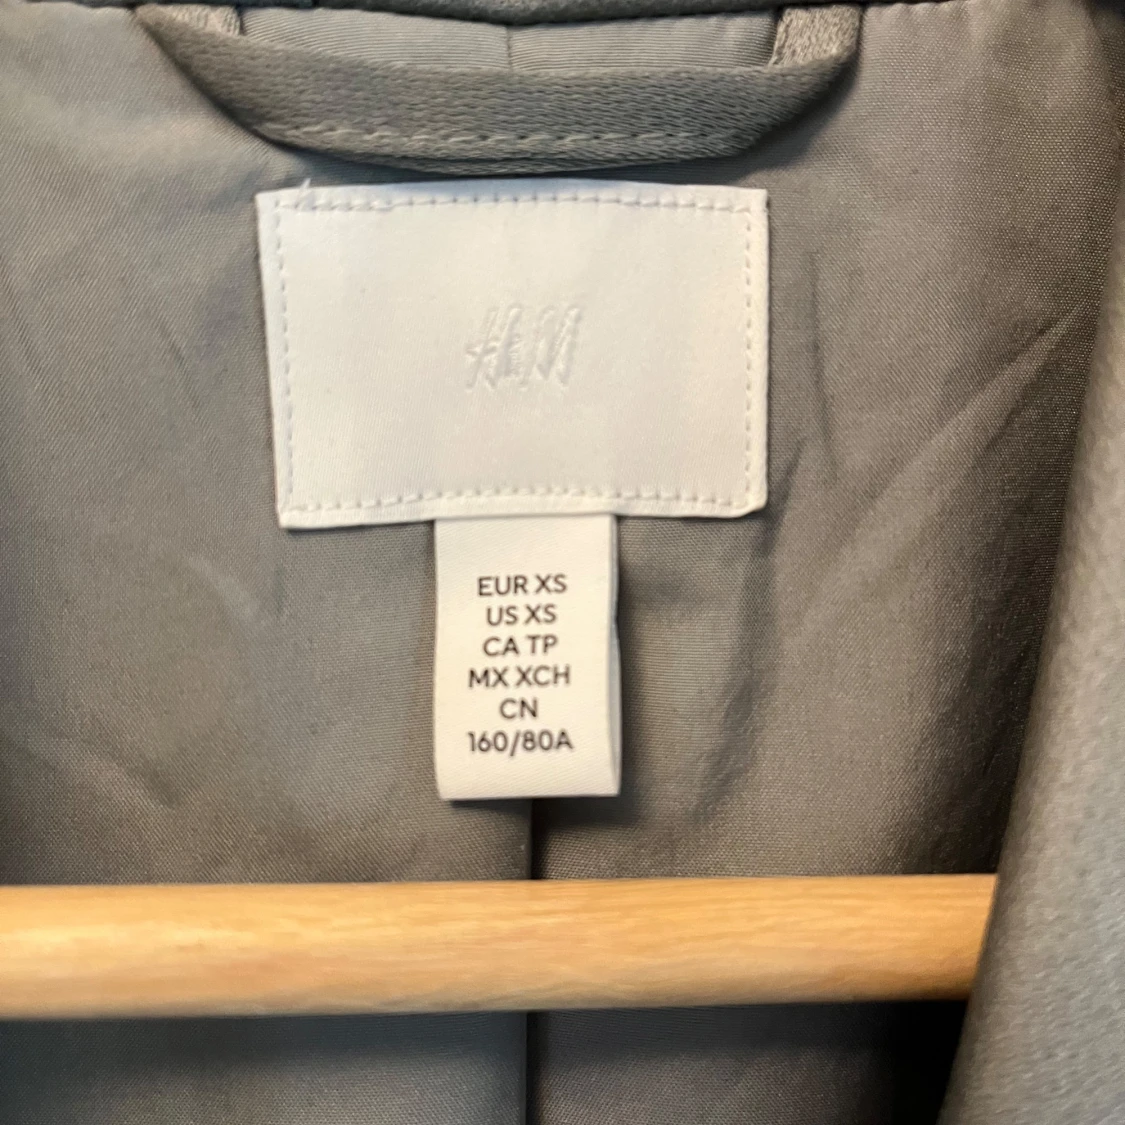 H&M
EUR XS
US XS
CA TP
MX XCH
CN
160/80A